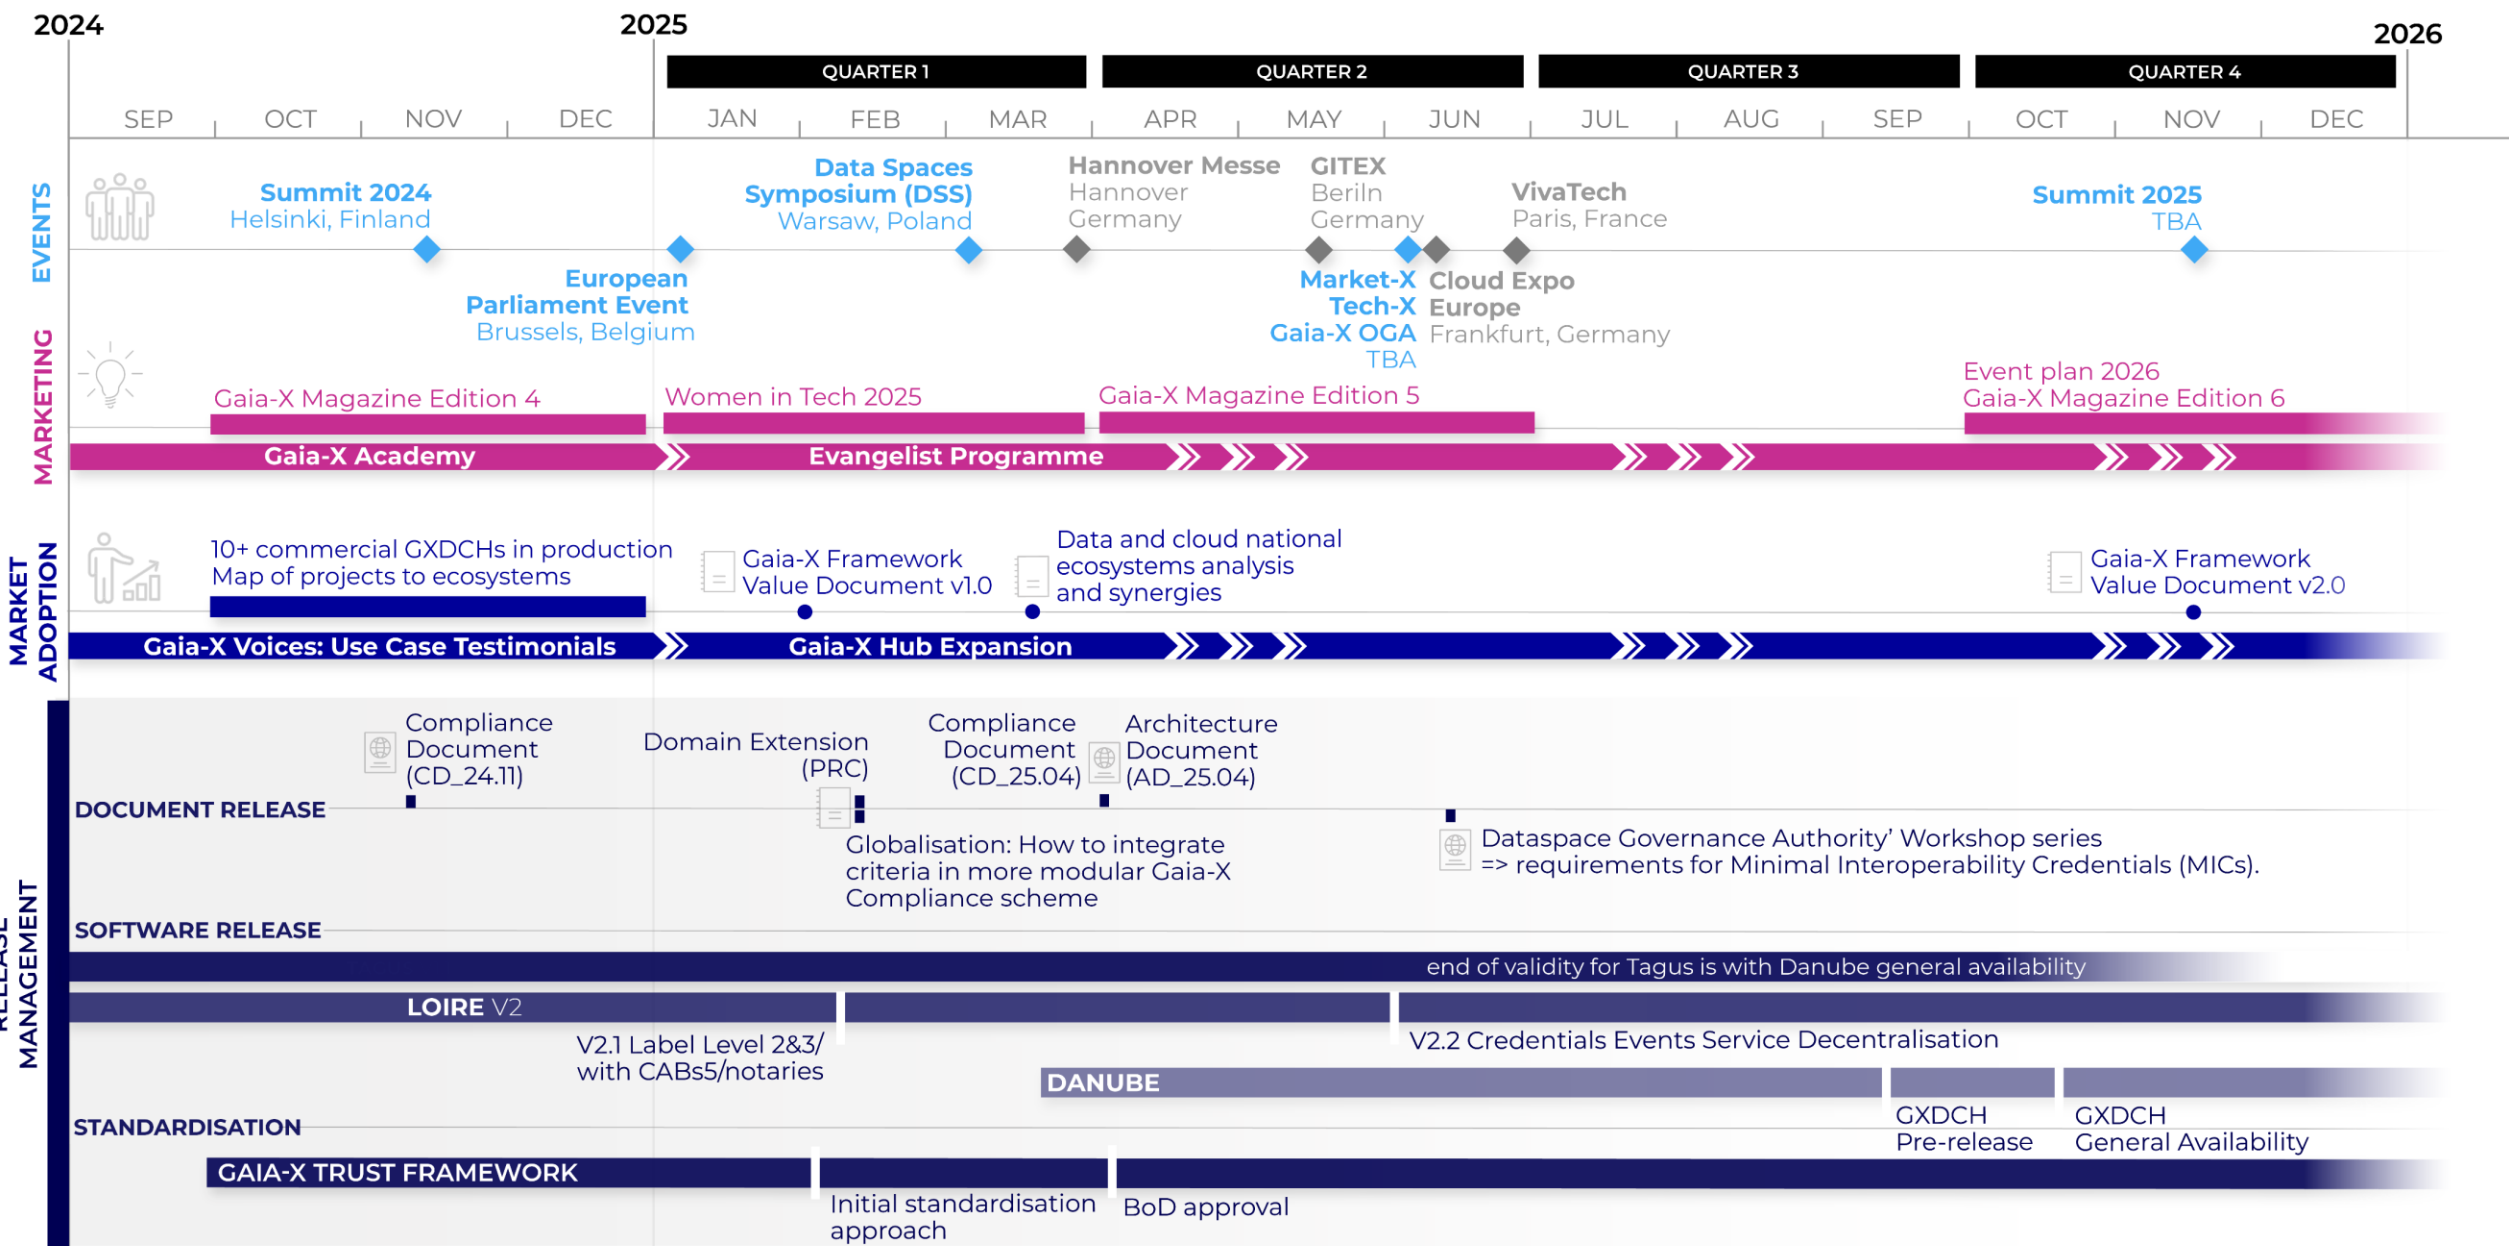 2024
2025
2026
QUARTER 1
QUARTER 2
QUARTER 3
QUARTER 4
SEP
OCT
NOV
DEC
JAN
FEB
MAR
APR
MAY
JUN
JUL
AUG
SEP
OCT
NOV
DEC
EVENTS
Summit 2024
Helsinki, Finland
European
Parliament Event
Brussels, Belgium
Data Spaces
Symposium (DSS)
Warsaw, Poland
Hannover Messe
Hannover
Germany
GITEX
Beriln
Germany
Market-X
Tech-X
Gaia-X OGA
TBA
Cloud Expo
Europe
Frankfurt, Germany
VivaTech
Paris, France
Summit 2025
TBA
MARKETING
Gaia-X Magazine Edition 4
Women in Tech 2025
Gaia-X Magazine Edition 5
Event plan 2026
Gaia-X Magazine Edition 6
Gaia-X Academy
Evangelist Programme
MARKET
ADOPTION
10+ commercial GXDCHs in production
Map of projects to ecosystems
Gaia-X Framework
Value Document v1.0
Data and cloud national
ecosystems analysis
and synergies
Gaia-X Framework
Value Document v2.0
Gaia-X Voices: Use Case Testimonials
Gaia-X Hub Expansion
RELEASE
MANAGEMENT
DOCUMENT RELEASE
Compliance
Document
(CD_24.11)
Domain Extension
(PRC)
Globalisation: How to integrate
criteria in more modular Gaia-X
Compliance scheme
Compliance
Document
(CD_25.04)
Architecture
Document
(AD_25.04)
Dataspace Governance Authority’ Workshop series
=> requirements for Minimal Interoperability Credentials (MICs).
SOFTWARE RELEASE
end of validity for Tagus is with Danube general availability
LOIRE V2
V2.1 Label Level 2&3/
with CABs5/notaries
V2.2 Credentials Events Service Decentralisation
DANUBE
GXDCH
Pre-release
GXDCH
General Availability
STANDARDISATION
GAIA-X TRUST FRAMEWORK
Initial standardisation
approach
BoD approval